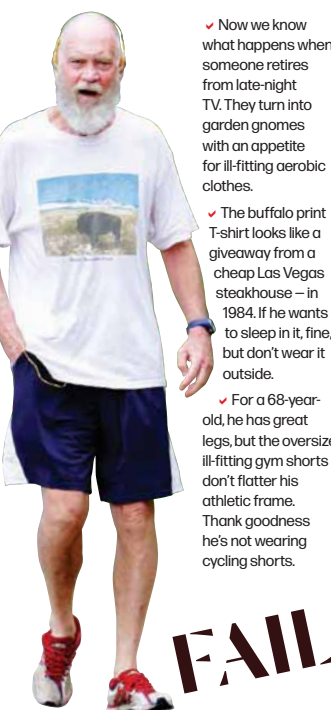 Now we know
what happens when
someone retires
from late-night
TV. They turn into
garden gnomes
with an appetite
for ill-fitting aerobic
clothes.
The buffalo print
T-shirt looks like a
giveaway from a
cheap Las Vegas
steakhouse – in
1984. If he wants
to sleep in it, fine,
but don't wear it
outside.
For a 68-year-
old, he has great
legs, but the oversize
ill-fitting gym shorts
don't flatter his
athletic frame.
Thank goodness
he's not wearing
cycling shorts.
FAIL